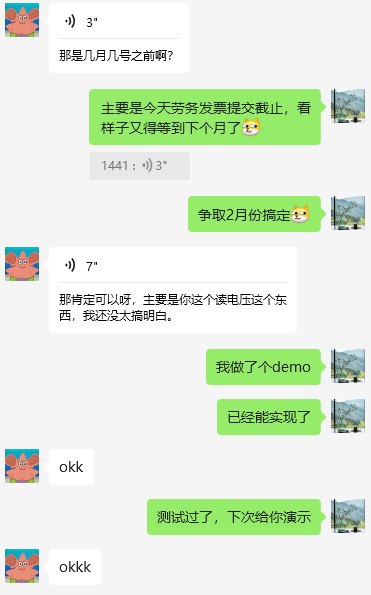 3"
那是几月几号之前啊？
主要是今天劳务发票提交截止，看
样子又得等到下个月了
1441：3"
争取2月份搞定
7"
那肯定可以呀，主要是你这个读电压这个东
西，我还没太搞明白。
我做了个demo
已经能实现了
okk
测试过了，下次给你演示
okkk